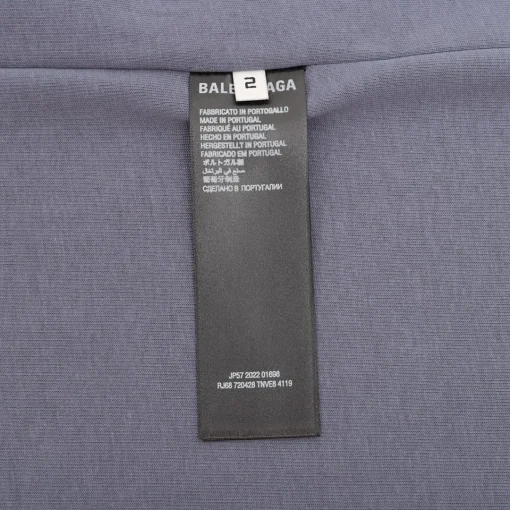 BALENCIAGA
2
FABBRICATO IN PORTOGALLO
MADE IN PORTUGAL
FABRIQUÉ AU PORTUGAL
HECHO EN PORTUGAL
HERGESTELLT IN PORTUGAL
FABRICADO EM PORTUGAL
ポルトガル製
صنع في البرتغال
葡萄牙制造
СДЕЛАНО В ПОРТУГАЛИИ
JP57 2022 01698
RJ68 720428 TNVE8 4119